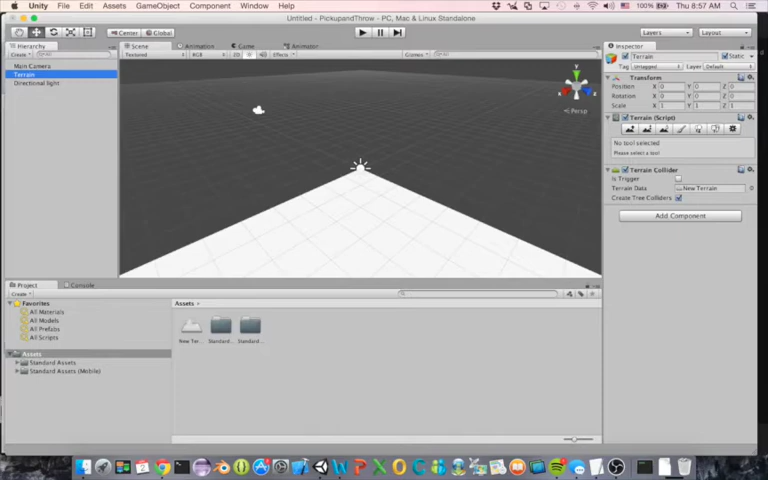 Unity File Edit Assets GameObject Component Window Help 100% Thu 8:57 AM
Untitled - PickupandThrow - PC, Mac & Linux Standalone
Center Global Layers Layout
Hierarchy
Create
Main Camera
Terrain
Directional light
Scene Animation Game Animator
Textured RGB 2D Effects Gizmos
y
x
z
Persp
Inspector
Terrain Static
Tag Untagged Layer Default
Transform
Position X 0 Y 0 Z 0
Rotation X 0 Y 0 Z 0
Scale X 1 Y 1 Z 1
Terrain (Script)
No tool selected
Please select a tool
Terrain Collider
Is Trigger
Terrain Data New Terrain
Create Tree Colliders
Add Component
Project Console
Create
Favorites
All Materials
All Models
All Prefabs
All Scripts
Assets
Standard Assets
Standard Assets (Mobile)
Assets
New Ter... Standard... Standard...